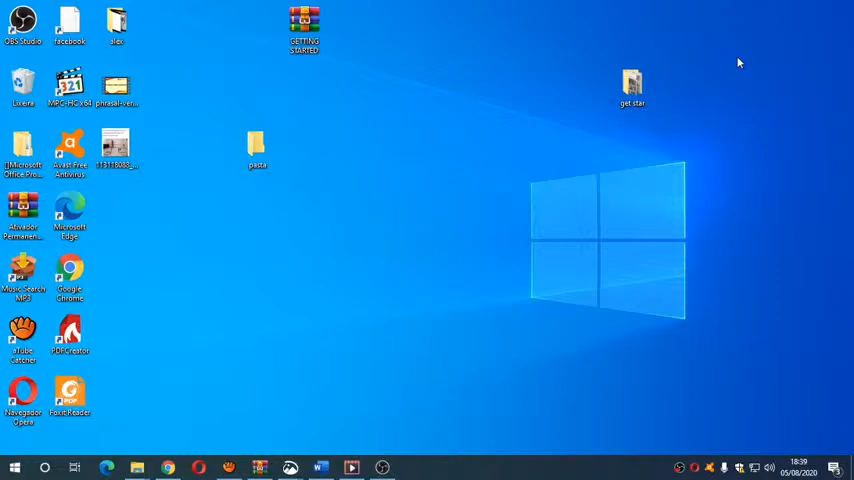 OBS Studio
facebook
alex
GETTING
STARTED
get star
Lixeira
MPC-HC x64
phrasal-ver...
pasta
[]Microsoft
Office Pro...
Avast Free
Antivirus
113118088_...
Ativador
Permanen...
Microsoft
Edge
Music Search
MP3
Google
Chrome
aTube
Catcher
PDFCreator
Navegador
Opera
Foxit Reader
18:39
05/08/2020